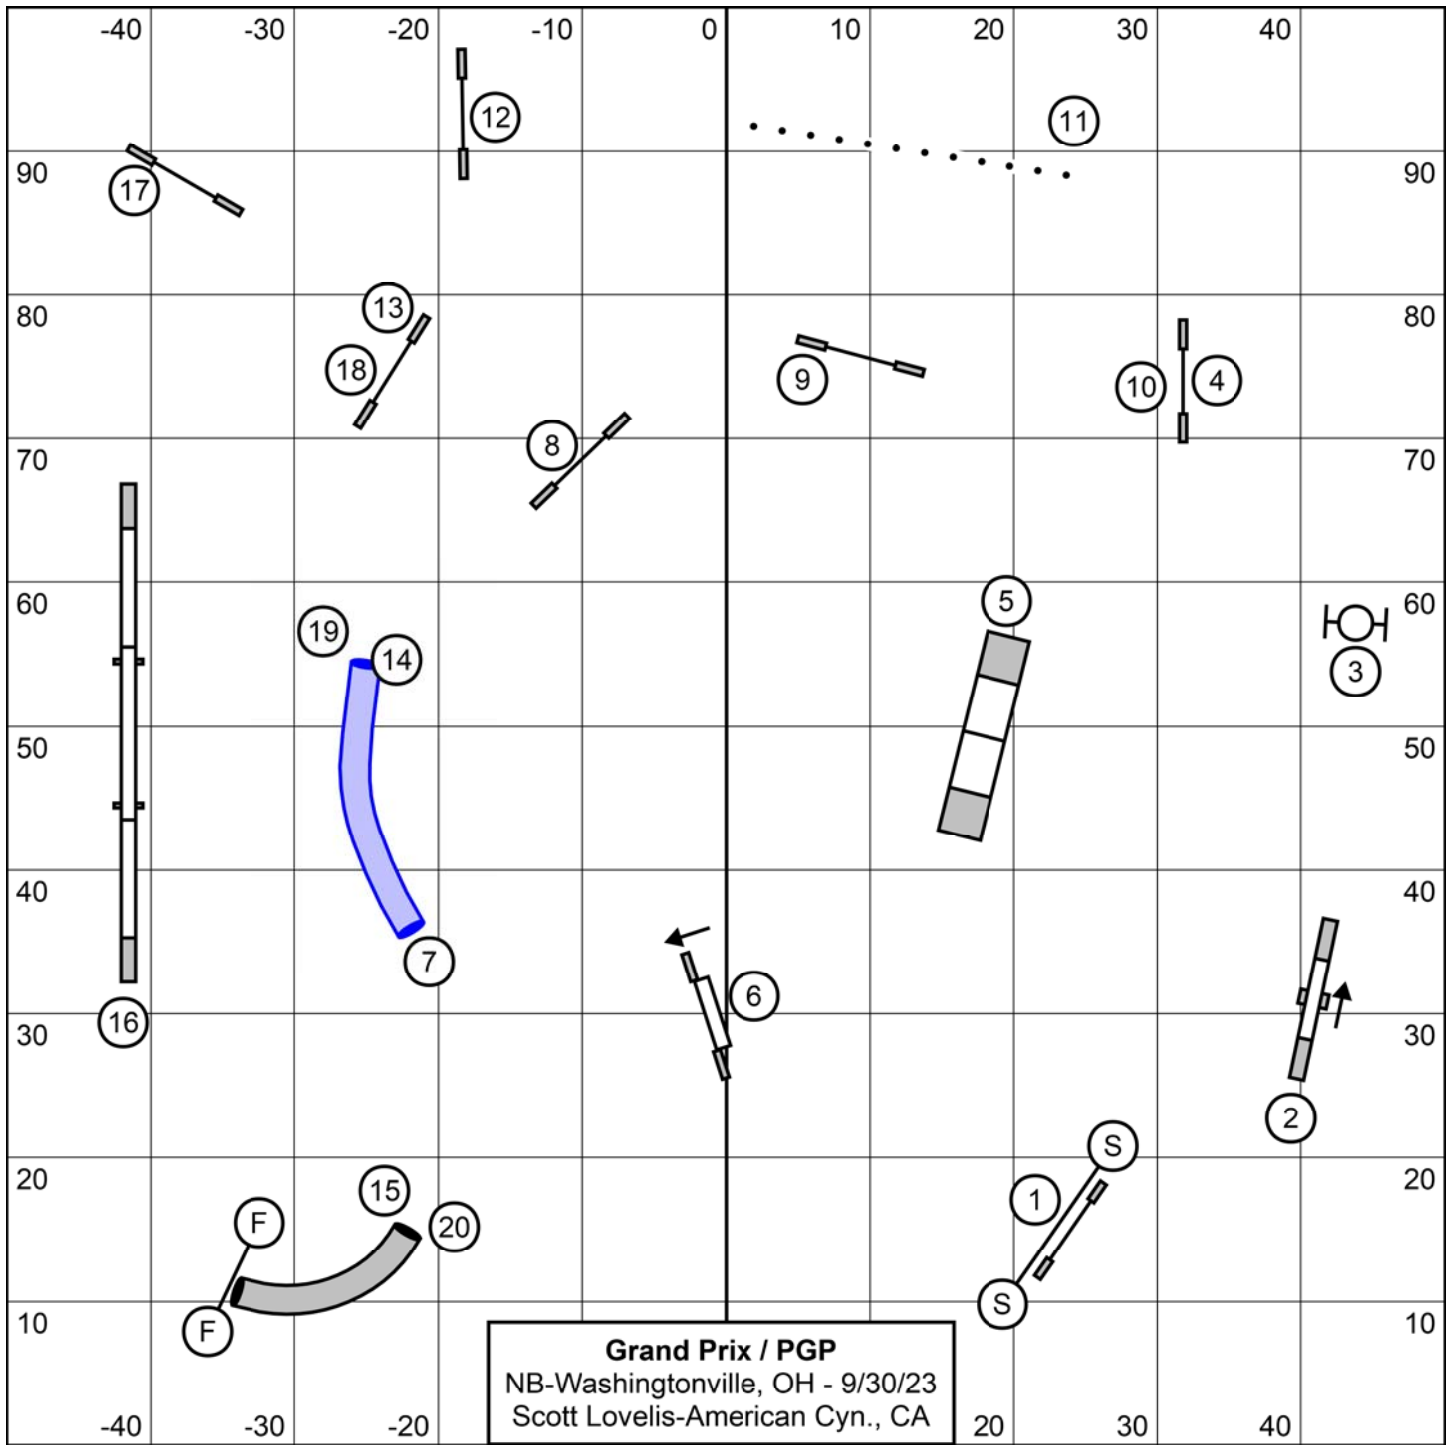 -40 -30 -20 -10 0 10 20 30 40
12
11
90 17 90
80 13 80
18 9 10 4
8
70 70
60 5 60
19 14 3
50 50
40 40
7
6
16 30 30
2
S
20 15 1 20
F 20
S
F 10 10
Grand Prix / PGP
NB-Washingtonville, OH - 9/30/23
Scott Lovelis-American Cyn., CA
-40 -30 -20 20 30 40